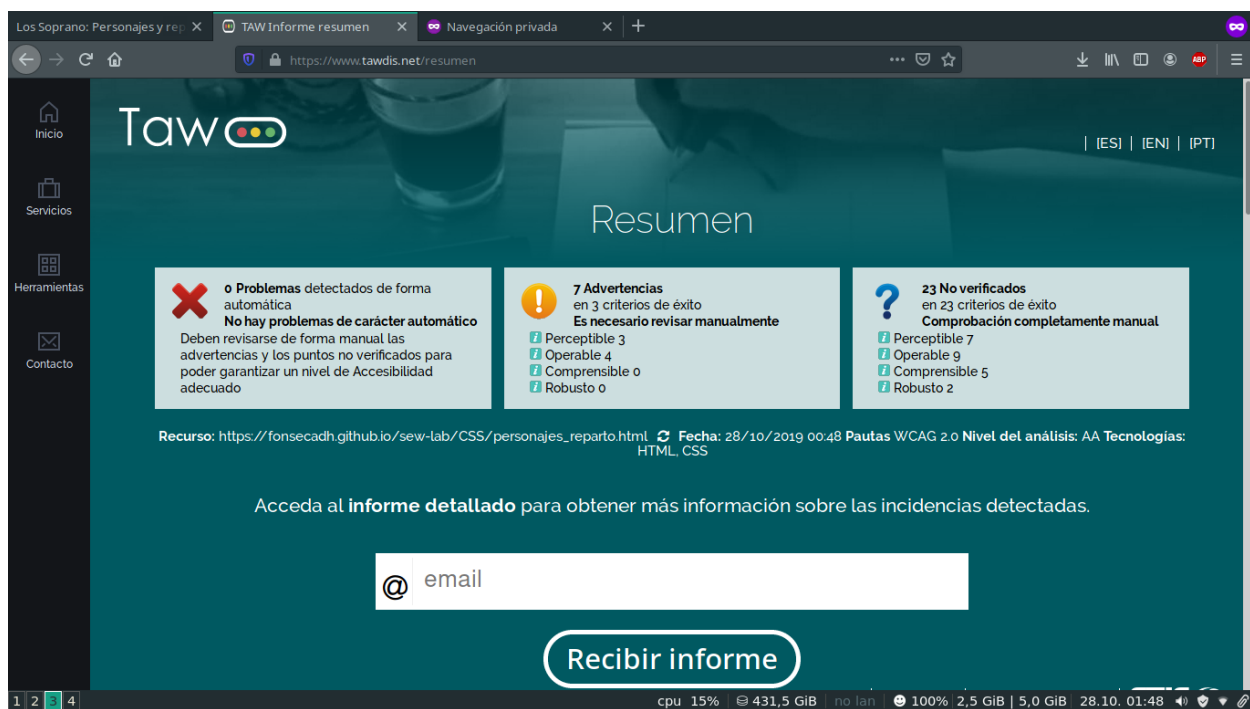 Los Soprano: Personajes y rep
TAW Informe resumen
Navegación privada
https://www.tawdis.net/resumen
ABP
Inicio
Servicios
Herramientas
Contacto
Taw
| [ES] | [EN] | [PT]
Resumen
0 Problemas detectados de forma
automática
No hay problemas de carácter automático
Deben revisarse de forma manual las
advertencias y los puntos no verificados para
poder garantizar un nivel de Accesibilidad
adecuado
7 Advertencias
en 3 criterios de éxito
Es necesario revisar manualmente
Perceptible 3
Operable 4
Comprensible 0
Robusto 0
23 No verificados
en 23 criterios de éxito
Comprobación completamente manual
Perceptible 7
Operable 9
Comprensible 5
Robusto 2
Recurso: https://fonsecadh.github.io/sew-lab/CSS/personajes_reparto.html Fecha: 28/10/2019 00:48 Pautas WCAG 2.0 Nivel del análisis: AA Tecnologías:
HTML, CSS
Acceda al informe detallado para obtener más información sobre las incidencias detectadas.
@ email
Recibir informe
1 2 3 4
cpu 15% 431,5 GiB no lan 100% 2,5 GiB | 5,0 GiB 28.10. 01:48